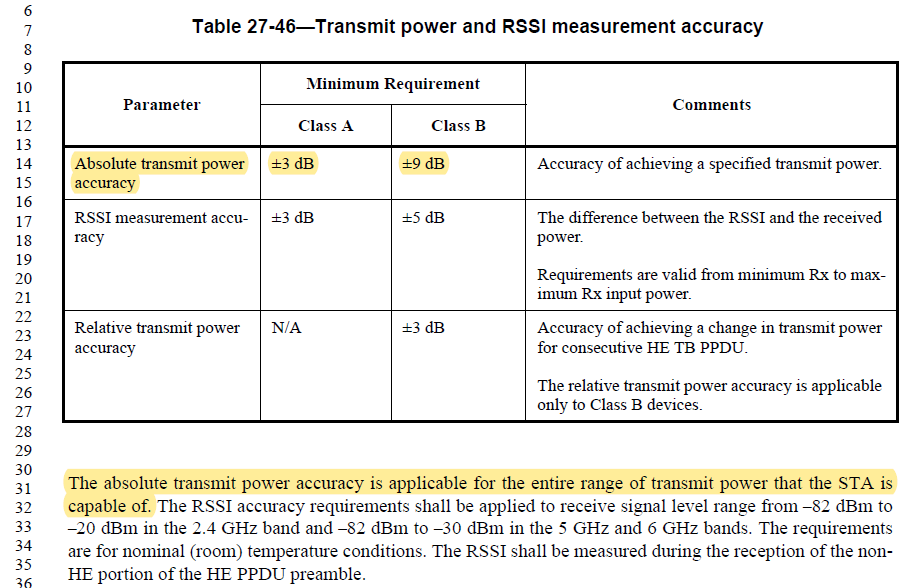 6
7
8
9
10
11
12
13
14
15
16
17
18
19
20
21
22
23
24
25
26
27
28
29
30
31
32
33
34
35
36
Table 27-46—Transmit power and RSSI measurement accuracy
Parameter
Minimum Requirement
Comments
Class A
Class B
Absolute transmit power
accuracy
±3 dB
±9 dB
Accuracy of achieving a specified transmit power.
RSSI measurement accu-
racy
±3 dB
±5 dB
The difference between the RSSI and the received
power.
Requirements are valid from minimum Rx to max-
imum Rx input power.
Relative transmit power
accuracy
N/A
±3 dB
Accuracy of achieving a change in transmit power
for consecutive HE TB PPDU.
The relative transmit power accuracy is applicable
only to Class B devices.
The absolute transmit power accuracy is applicable for the entire range of transmit power that the STA is
capable of. The RSSI accuracy requirements shall be applied to receive signal level range from –82 dBm to
–20 dBm in the 2.4 GHz band and –82 dBm to –30 dBm in the 5 GHz and 6 GHz bands. The requirements
are for nominal (room) temperature conditions. The RSSI shall be measured during the reception of the non-
HE portion of the HE PPDU preamble.